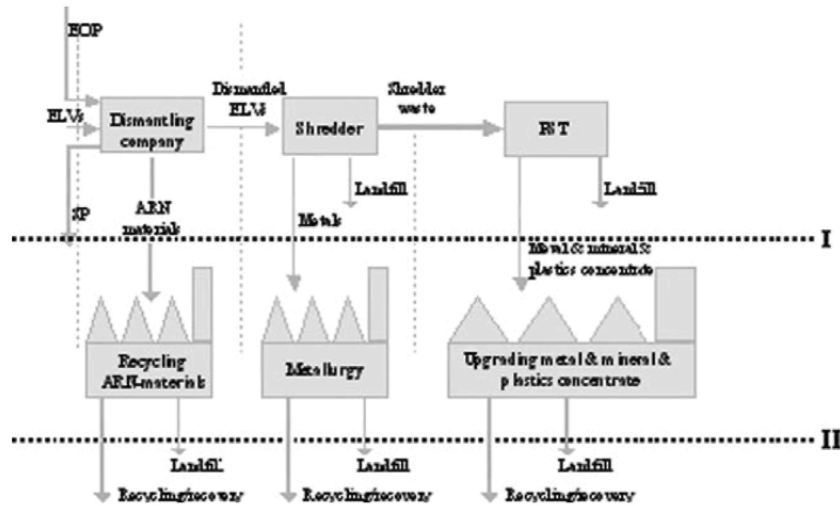 ELVs
Dismantling
company
Dismantled
ELVs
Shredder
Shredder
waste
PST
Landfill
Landfill
SP
ARN
materials
Metals
Metal & mineral &
plastics concentrate
I
Recycling
ARN-materials
Metallurgy
Upgrading metal & mineral &
plastics concentrate
II
Landfill
Landfill
Landfill
Recycling/recovery
Recycling/recovery
Recycling/recovery